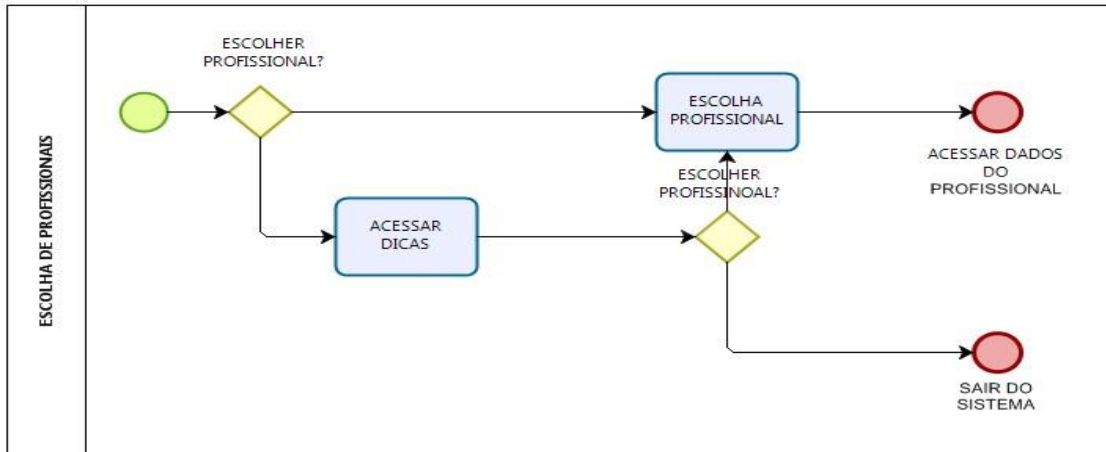 ESCOLHA DE PROFISSIONAIS
ESCOLHER
PROFISSIONAL?
ESCOLHA
PROFISSIONAL
ACESSAR DADOS
DO
PROFISSIONAL
ESCOLHER
PROFISSINOAL?
ACESSAR
DICAS
SAIR DO
SISTEMA